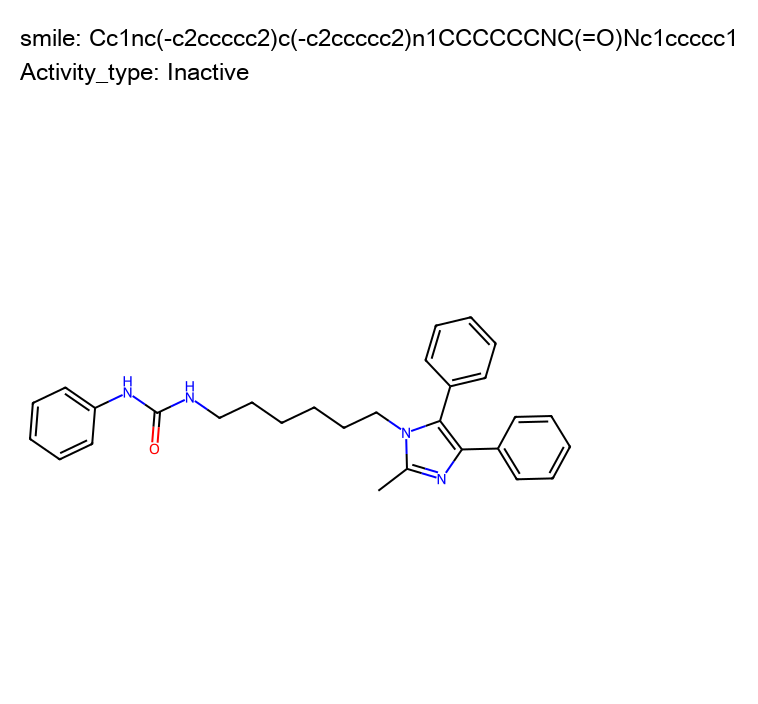 smile: Cc1nc(-c2ccccc2)c(-c2ccccc2)n1CCCCCCNC(=O)Nc1ccccc1
Activity_type: Inactive
H
N
H
N
O
N
N